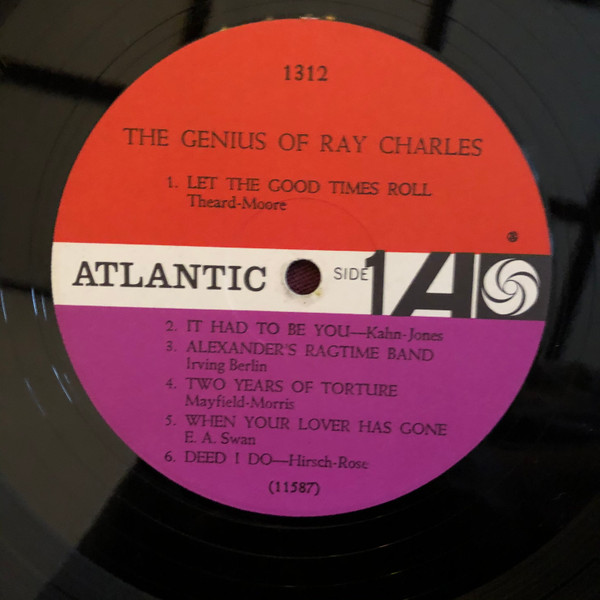 1312
THE GENIUS OF RAY CHARLES
1. LET THE GOOD TIMES ROLL
Theard-Moore
ATLANTIC SIDE 1 A
2. IT HAD TO BE YOU—Kahn-Jones
3. ALEXANDER'S RAGTIME BAND
Irving Berlin
4. TWO YEARS OF TORTURE
Mayfield-Morris
5. WHEN YOUR LOVER HAS GONE
E. A. Swan
6. DEED I DO—Hirsch-Rose
(11587)